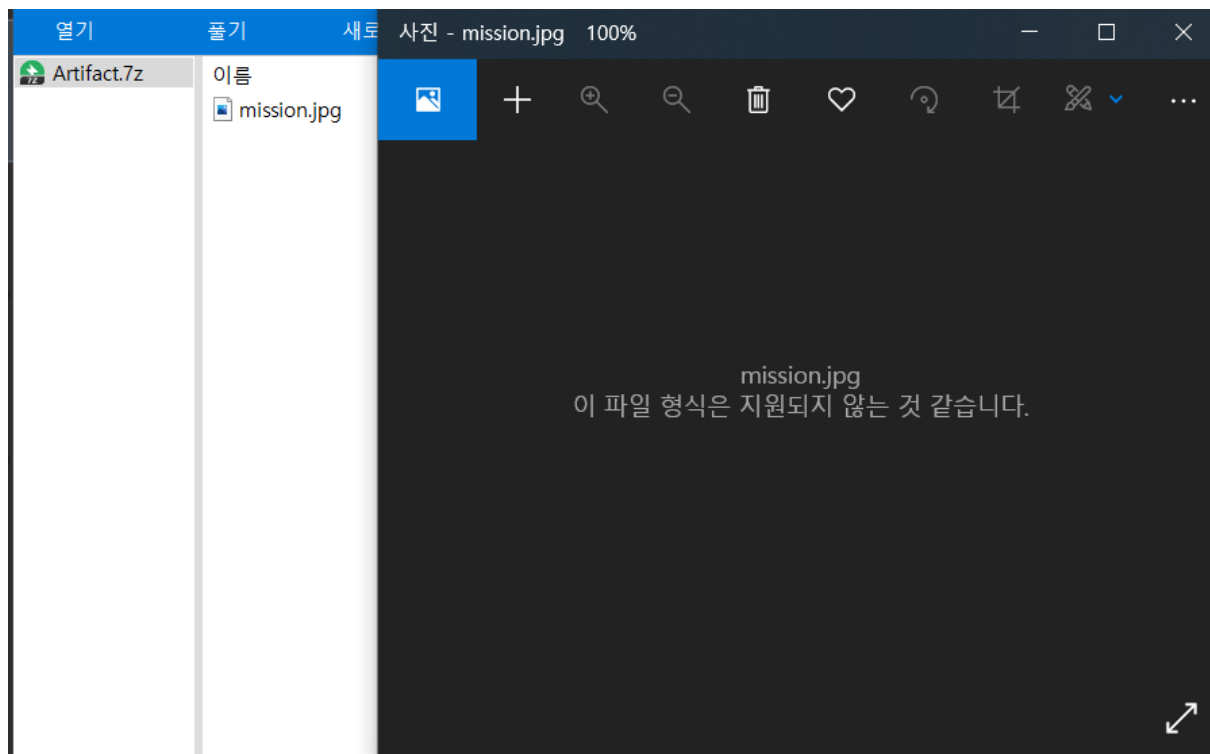 열기 풀기 새로
Artifact.7z
이름
mission.jpg
사진 - mission.jpg 100%
mission.jpg
이 파일 형식은 지원되지 않는 것 같습니다.